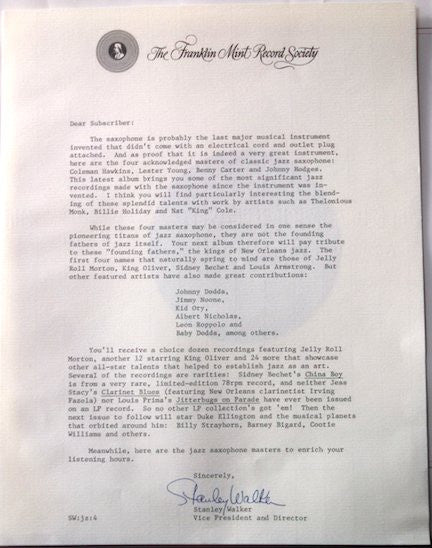 The Franklin Mint Record Society
Dear Subscriber:
The saxophone is probably the last major musical instrument
invented that didn't come with an electrical cord and outlet plug
attached. And as proof that it is indeed a very great instrument,
here are the four acknowledged masters of classic jazz saxophone:
Coleman Hawkins, Lester Young, Benny Carter and Johnny Hodges.
This latest album brings you some of the most significant jazz
recordings made with the saxophone since the instrument was in-
vented. I think you will find particularly interesting the blend-
ing of these splendid talents with work by artists such as Thelonious
Monk, Billie Holiday and Nat "King" Cole.
While these four masters may be considered in one sense the
pioneering titans of jazz saxophone, they are not the founding
fathers of jazz itself. Your next album therefore will pay tribute
to these "founding fathers," the kings of New Orleans jazz. The
first four names that naturally spring to mind are those of Jelly
Roll Morton, King Oliver, Sidney Bechet and Louis Armstrong. But
other featured artists have also made great contributions:
Johnny Dodds,
Jimmy Noone,
Kid Ory,
Albert Nicholas,
Leon Roppolo and
Baby Dodds, among others.
You'll receive a choice dozen recordings featuring Jelly Roll
Morton, another 12 starring King Oliver and 24 more that showcase
other all-star talents that helped to establish jazz as an art.
Several of the recordings are rarities: Sidney Bechet's China Boy
is from a very rare, limited-edition 78rpm record, and neither Jess
Stacy's Clarinet Blues (featuring New Orleans clarinetist Irving
Fazola) nor Louis Prima's Jitterbugs on Parade have ever been issued
on an LP record. So no other LP collection's got 'em! Then the
next issue to follow will star Duke Ellington and the musical planets
that orbited around him: Billy Strayhorn, Barney Bigard, Cootie
Williams and others.
Meanwhile, here are the jazz saxophone masters to enrich your
listening hours.
Sincerely,
Stanley Walker
Stanley Walker
Vice President and Director
SW:js:4